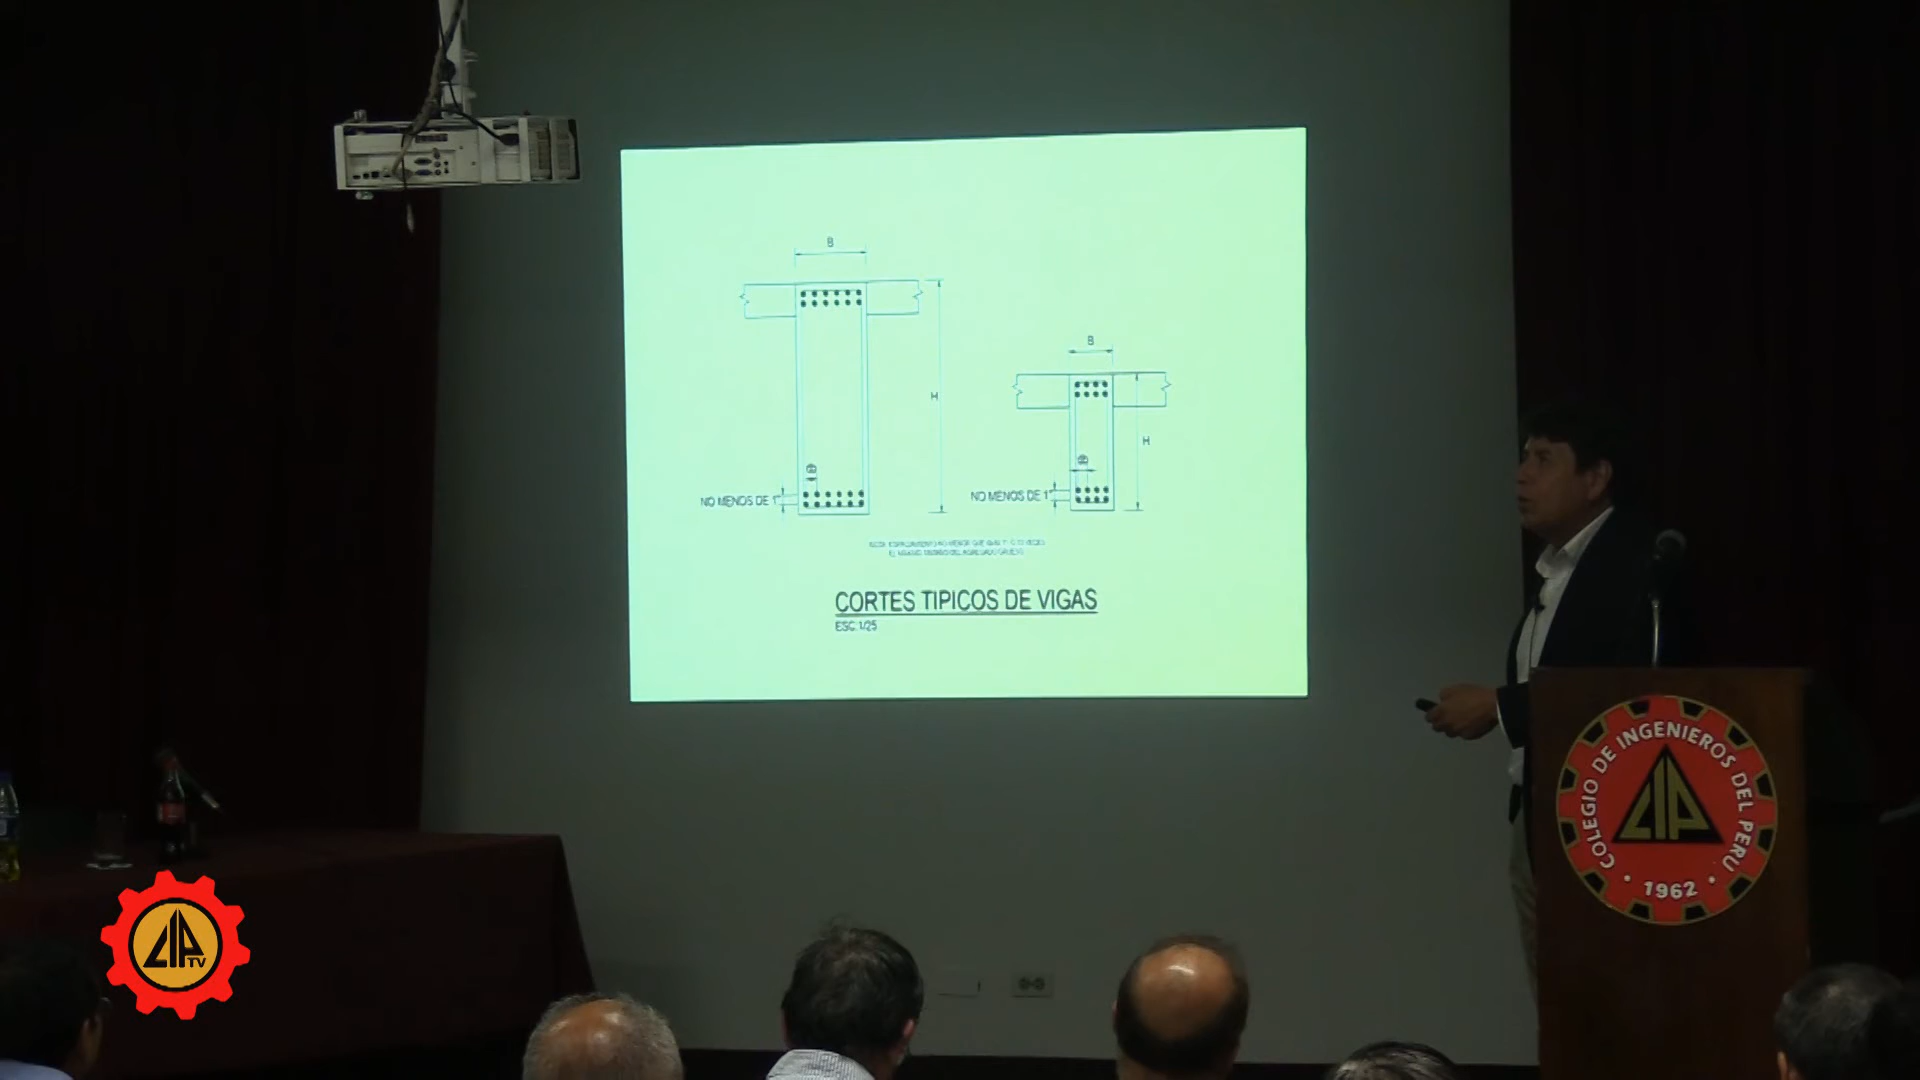 B
B
H
H
NO MENOS DE 1"
NO MENOS DE 1"
CORTES TIPICOS DE VIGAS
ESC 1/25
COLEGIO DE INGENIEROS DEL PERU
· 1962 ·
CIP
CIP
TV